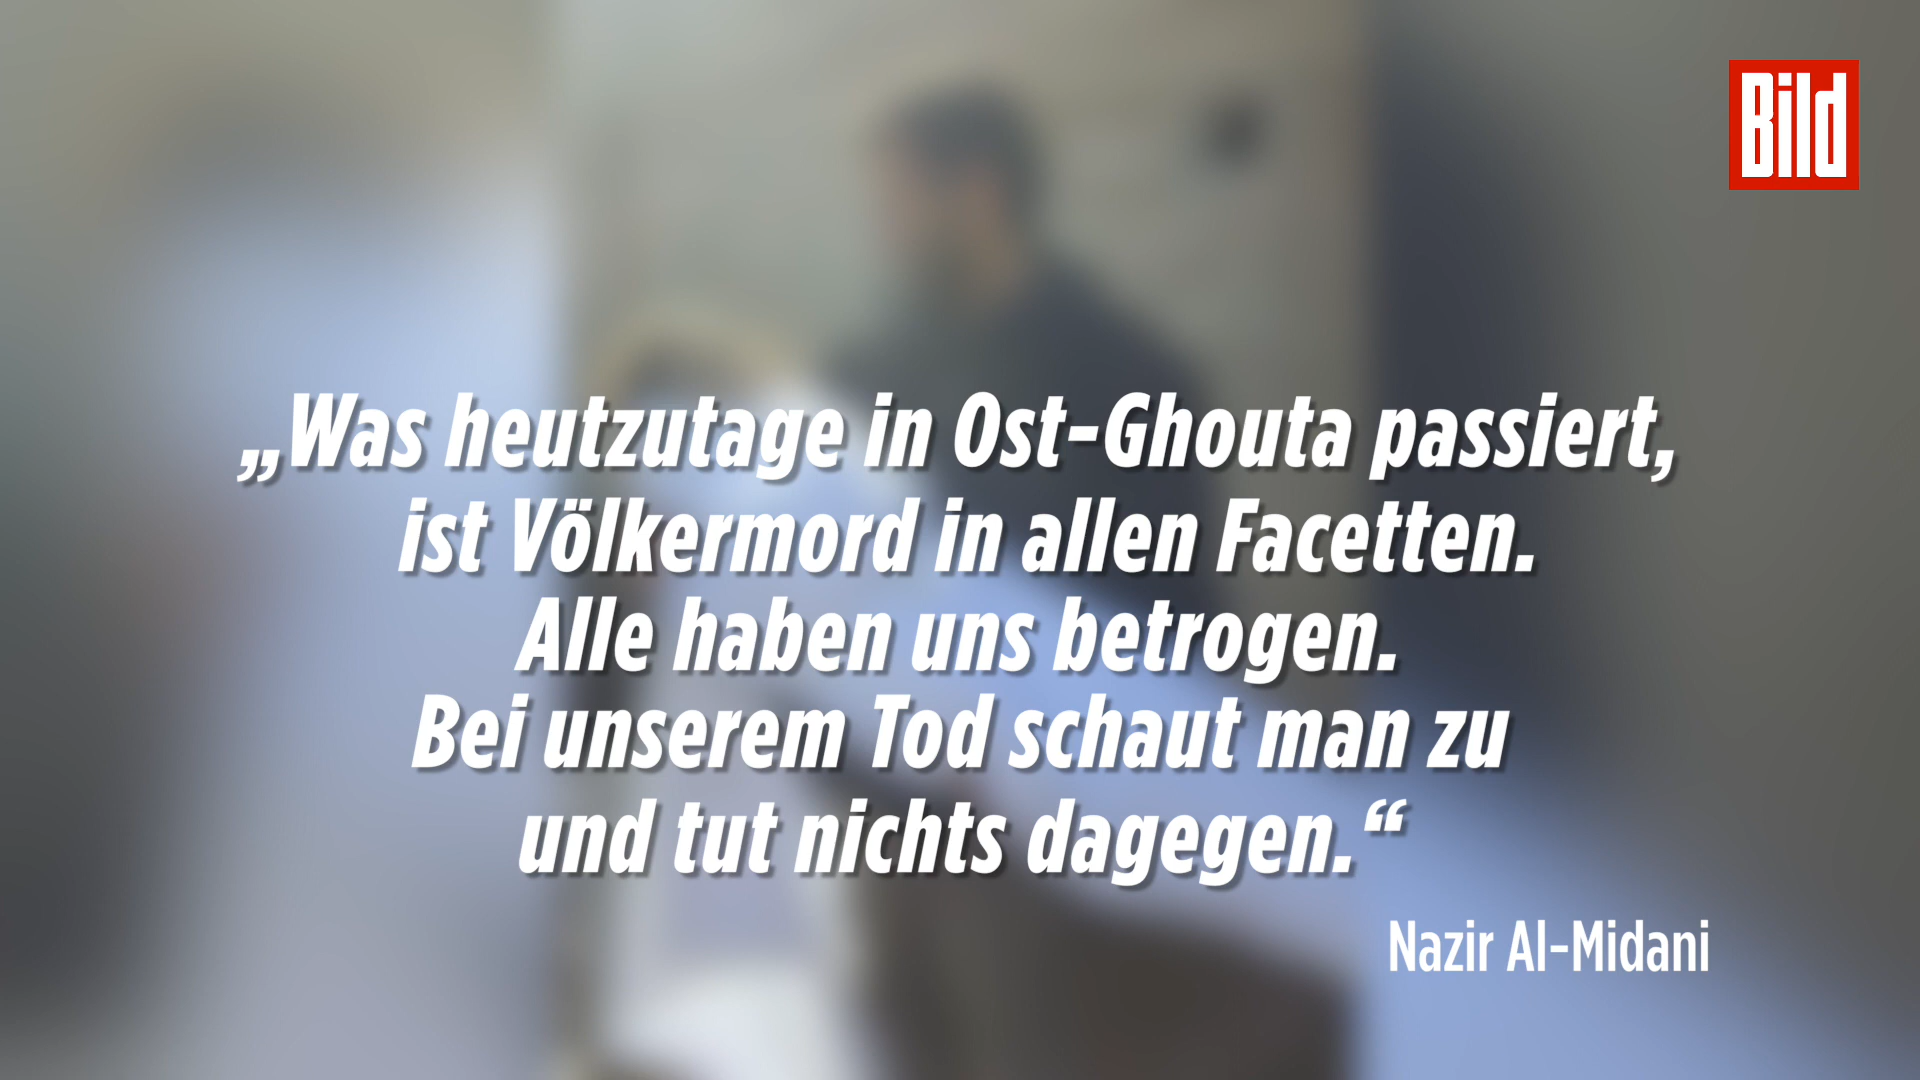 Bild
„Was heutzutage in Ost-Ghouta passiert,
ist Völkermord in allen Facetten.
Alle haben uns betrogen.
Bei unserem Tod schaut man zu
und tut nichts dagegen.“
Nazir Al-Midani